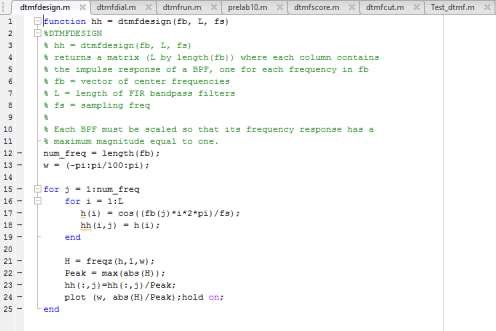 dtmfdesign.m dtmfdial.m dtmfrun.m prelab10.m dtmfscore.m dtmfcut.m Test_dtmf.m
1 function hh = dtmfdesign(fb, L, fs)
2 %DTMFDESIGN
3 % hh = dtmfdesign(fb, L, fs)
4 % returns a matrix (L by length(fb)) where each column contains
5 % the impulse response of a BPF, one for each frequency in fb
6 % fb = vector of center frequencies
7 % L = length of FIR bandpass filters
8 % fs = sampling freq
9 %
10 % Each BPF must be scaled so that its frequency response has a
11 % maximum magnitude equal to one.
12 num_freq = length(fb);
13 w = (-pi:pi/100:pi);
14
15 for j = 1:num_freq
16 for i = 1:L
17 h(i) = cos((fb(j)*i*2*pi)/fs);
18 hh(i,j) = h(i);
19 end
20
21 H = freqz(h,1,w);
22 Peak = max(abs(H));
23 hh(:,j)=hh(:,j)/Peak;
24 plot (w, abs(H)/Peak);hold on;
25 end